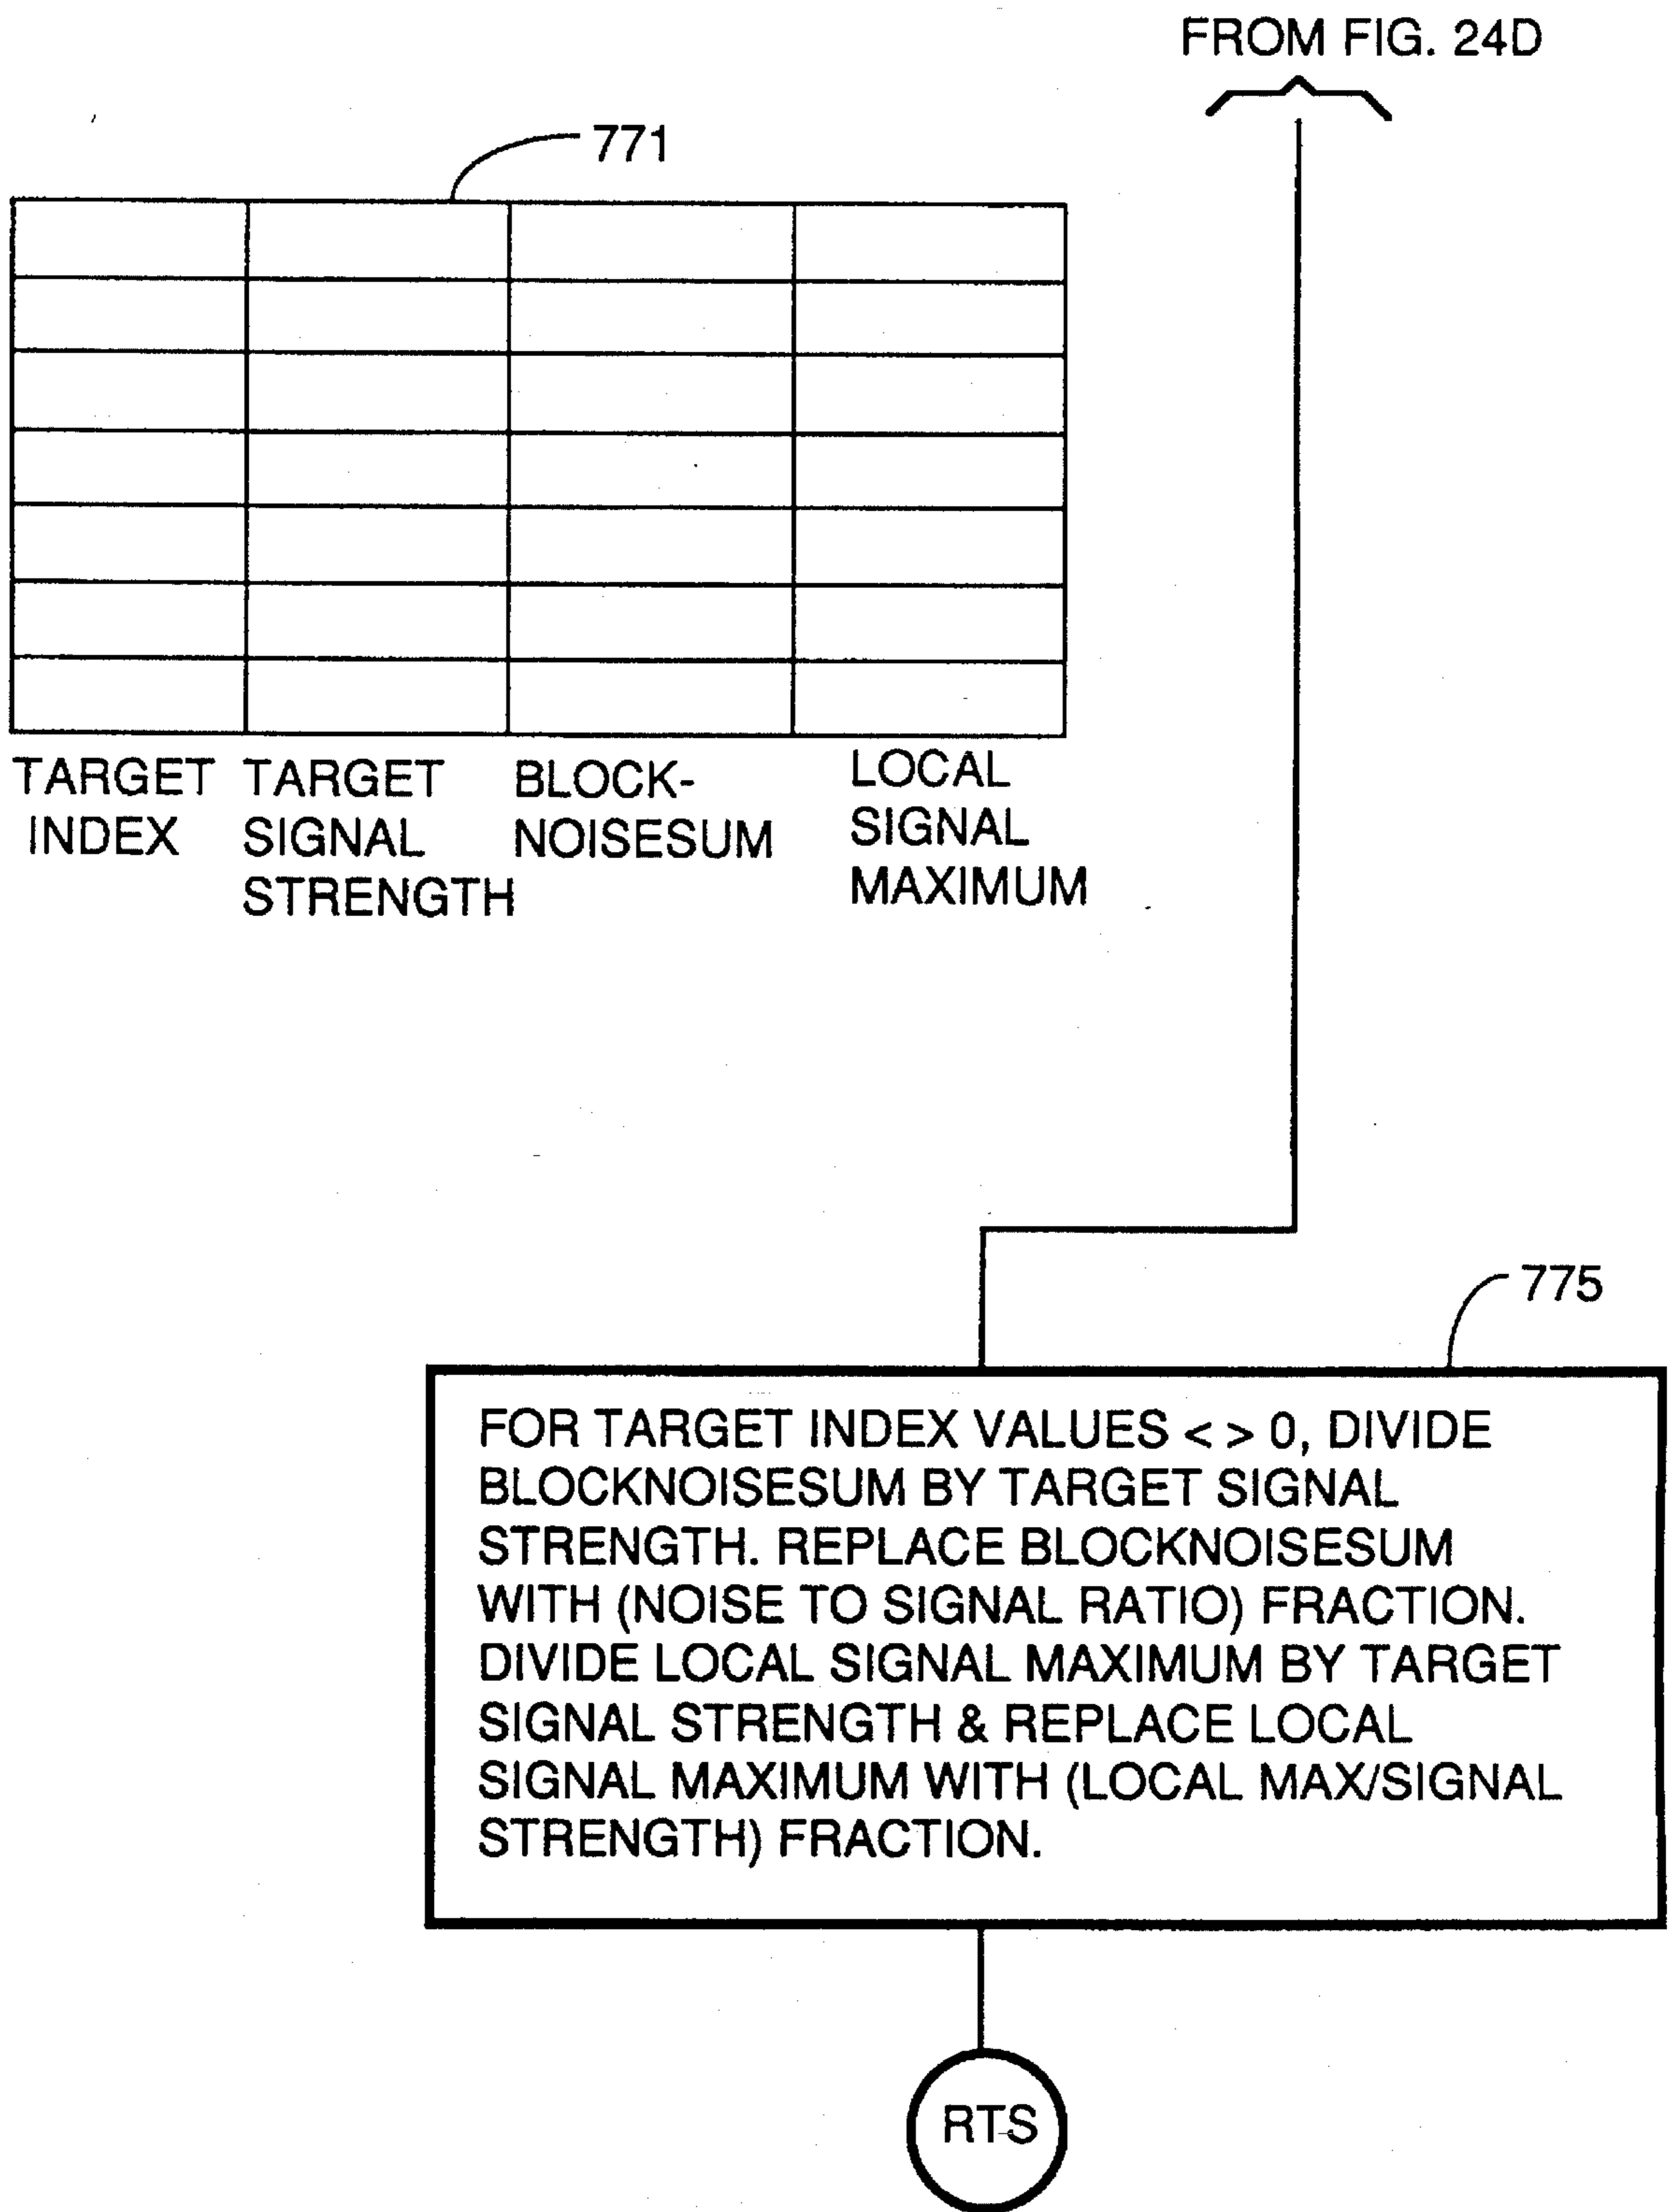 FROM FIG. 24D
771
TARGET INDEX
TARGET SIGNAL STRENGTH
BLOCK-NOISESUM
LOCAL SIGNAL MAXIMUM
775
FOR TARGET INDEX VALUES < > 0, DIVIDE
BLOCKNOISESUM BY TARGET SIGNAL
STRENGTH. REPLACE BLOCKNOISESUM
WITH (NOISE TO SIGNAL RATIO) FRACTION.
DIVIDE LOCAL SIGNAL MAXIMUM BY TARGET
SIGNAL STRENGTH & REPLACE LOCAL
SIGNAL MAXIMUM WITH (LOCAL MAX/SIGNAL
STRENGTH) FRACTION.
RTS